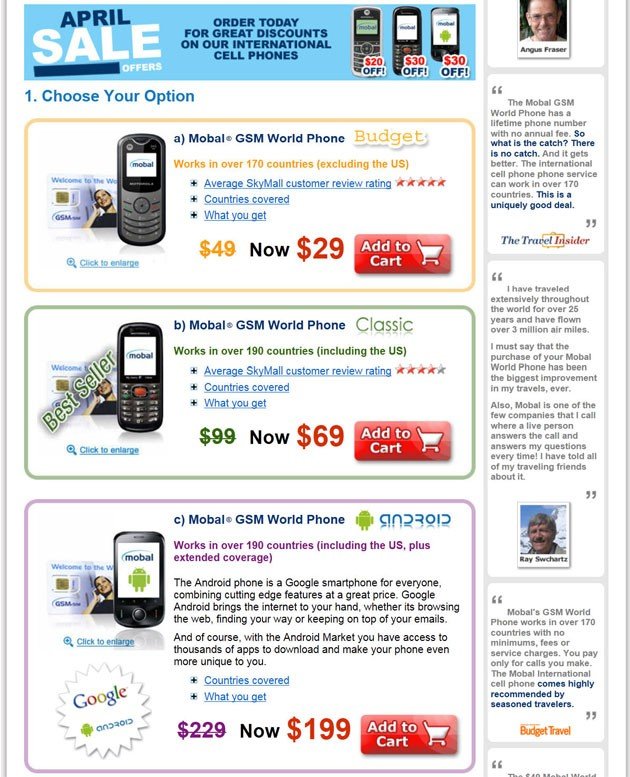 APRIL
SALE
OFFERS
ORDER TODAY
FOR GREAT DISCOUNTS
ON OUR INTERNATIONAL
CELL PHONES
$20
OFF!
$30
OFF!
$30
OFF!
1. Choose Your Option
a) Mobal® GSM World Phone Budget
Works in over 170 countries (excluding the US)
Average SkyMall customer review rating
Countries covered
What you get
Welcome to the w
GSM
mobal
MOTOROLA
Click to enlarge
$49 Now $29 Add to
Cart
b) Mobal® GSM World Phone Classic
Works in over 190 countries (including the US)
Average SkyMall customer review rating
Countries covered
What you get
Welcome
mobal
Best Seller
Click to enlarge
$99 Now $69 Add to
Cart
c) Mobal® GSM World Phone ANDROID
Works in over 190 countries (including the US, plus
extended coverage)
The Android phone is a Google smartphone for everyone,
combining cutting edge features at a great price. Google
Android brings the internet to your hand, whether its browsing
the web, finding your way or keeping on top of your emails.
And of course, with the Android Market you have access to
thousands of apps to download and make your phone even
more unique to you.
Countries covered
What you get
Welcome to the w
GSM
mobal
Click to enlarge
Google
ANDROID
$229 Now $199 Add to
Cart
Angus Fraser
“
The Mobal GSM
World Phone has a
lifetime phone number
with no annual fee. So
what is the catch? There
is no catch. And it gets
better. The international
cell phone phone service
can work in over 170
countries. This is a
uniquely good deal.
”
The Travel Insider
“
I have traveled
extensively throughout
the world for over 25
years and have flown
over 3 million air miles.
I must say that the
purchase of your Mobal
World Phone has been
the biggest improvement
in my travels, ever.
Also, Mobal is one of the
few companies that I call
where a live person
answers the call and
answers my questions
every time! I have told all
of my traveling friends
about it.
”
Ray Swchartz
“
Mobal's GSM World
Phone works in over 170
countries with no
minimums, fees or
service charges. You pay
only for calls you make.
The Mobal International
cell phone comes highly
recommended by
seasoned travelers.
”
Budget Travel
“
The $49 Mobal World